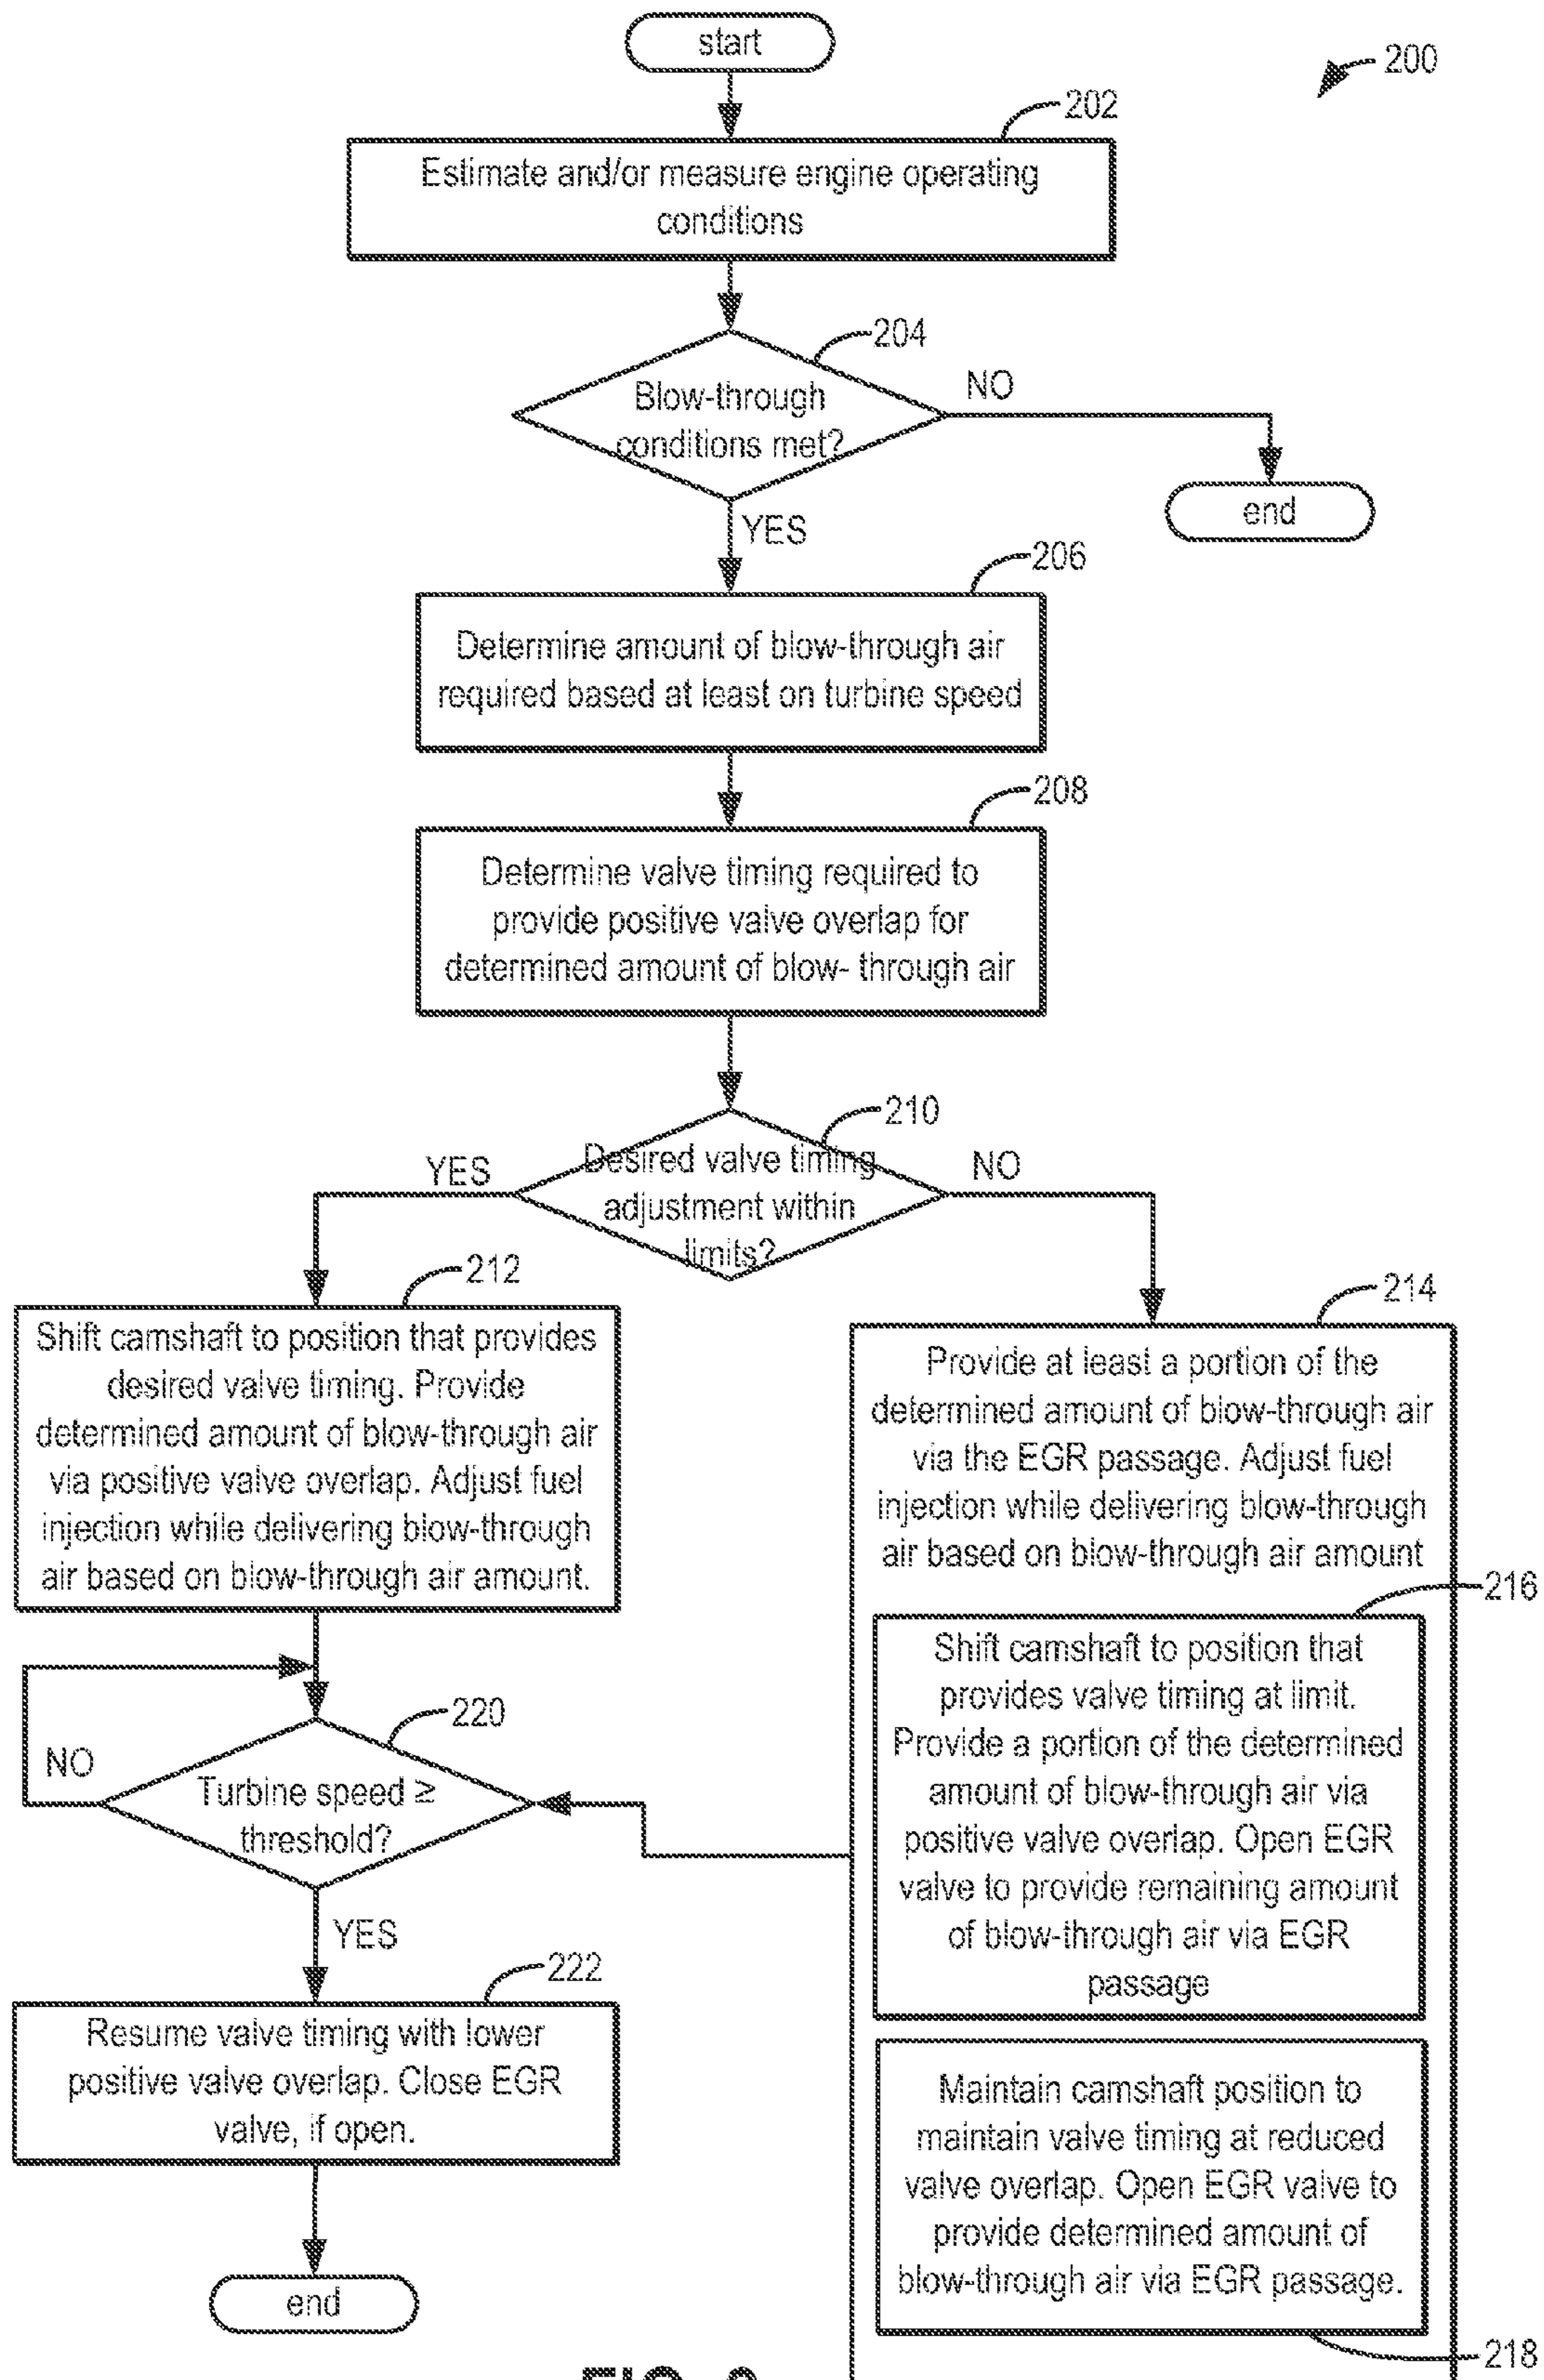 start
200
202
Estimate and/or measure engine operating
conditions
204
Blow-through
conditions met?
NO
end
YES
206
Determine amount of blow-through air
required based at least on turbine speed
208
Determine valve timing required to
provide positive valve overlap for
determined amount of blow- through air
210
Desired valve timing
adjustment within
limits?
YES
NO
212
Shift camshaft to position that provides
desired valve timing. Provide
determined amount of blow-through air
via positive valve overlap. Adjust fuel
injection while delivering blow-through
air based on blow-through air amount.
214
Provide at least a portion of the
determined amount of blow-through air
via the EGR passage. Adjust fuel
injection while delivering blow-through
air based on blow-through air amount
216
Shift camshaft to position that
provides valve timing at limit.
Provide a portion of the determined
amount of blow-through air via
positive valve overlap. Open EGR
valve to provide remaining amount
of blow-through air via EGR
passage
220
Turbine speed ≥
threshold?
NO
YES
222
Resume valve timing with lower
positive valve overlap. Close EGR
valve, if open.
end
Maintain camshaft position to
maintain valve timing at reduced
valve overlap. Open EGR valve to
provide determined amount of
blow-through air via EGR passage.
218
FIG.